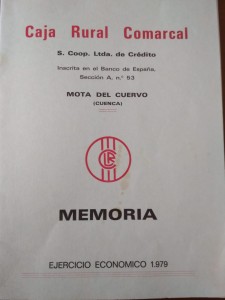 Caja Rural Comarcal
S. Coop. Ltda. de Crédito
Inscrita en el Banco de España,
Sección A, n.º 53
MOTA DEL CUERVO
(CUENCA)
MEMORIA
EJERCICIO ECONOMICO 1.979